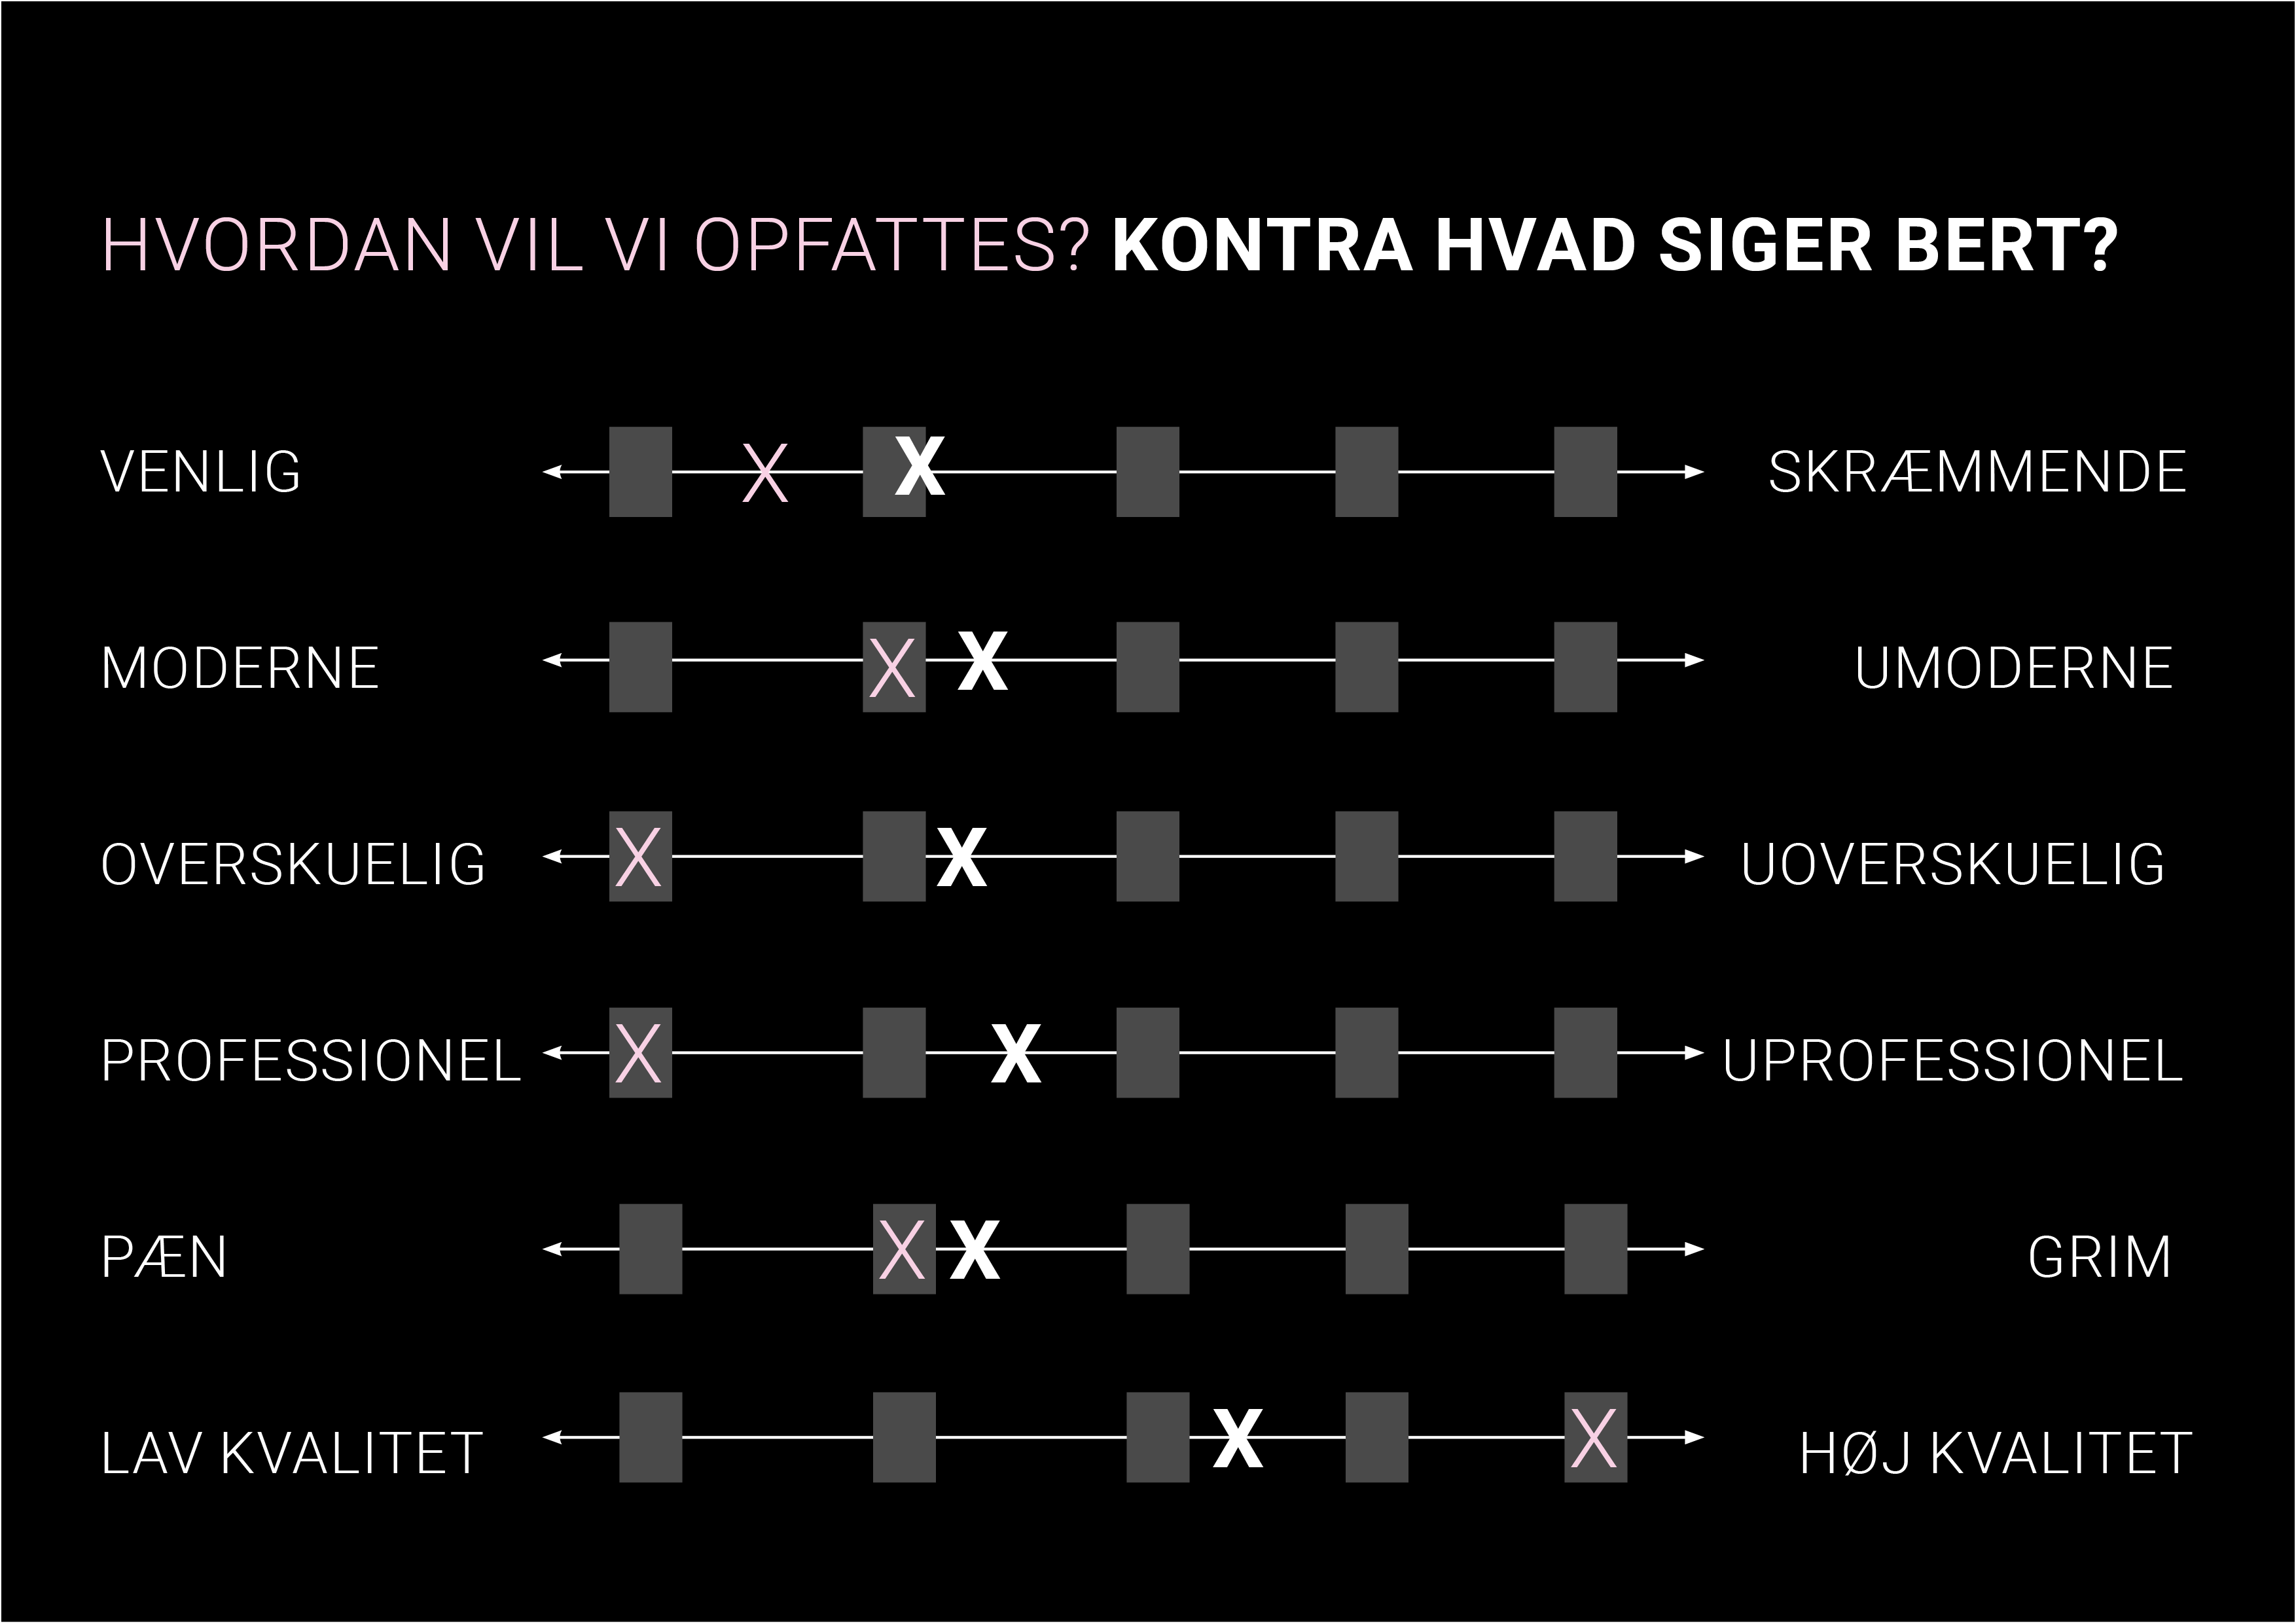 HVORDAN VIL VI OPFATTES? KONTRA HVAD SIGER BERT?
VENLIG X X SKRÆMMENDE
MODERNE X X UMODERNE
OVERSKUELIG X X UOVERSKUELIG
PROFESSIONEL X X UPROFESSIONEL
PÆN X X GRIM
LAV KVALITET X X HØJ KVALITET